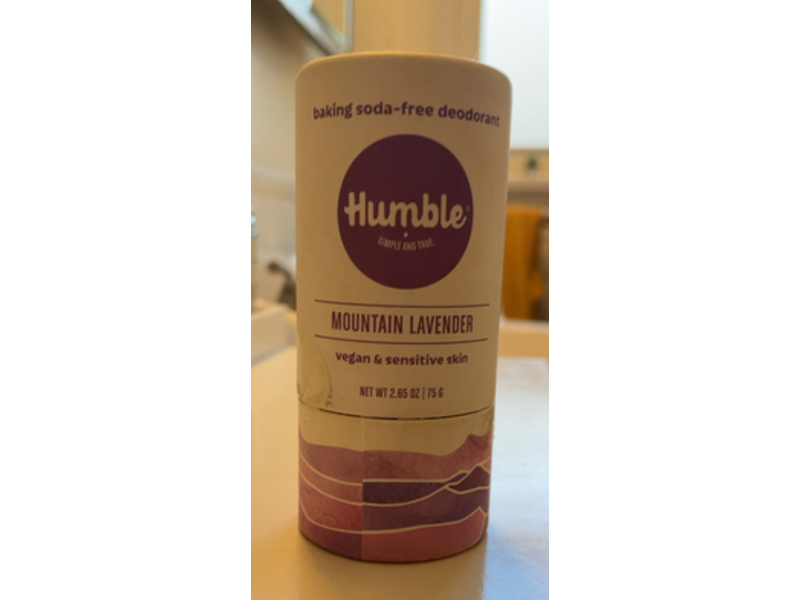 baking soda-free deodorant
Humble®
SIMPLE AND TRUE.
MOUNTAIN LAVENDER
vegan & sensitive skin
NET WT 2.65 OZ | 75 G